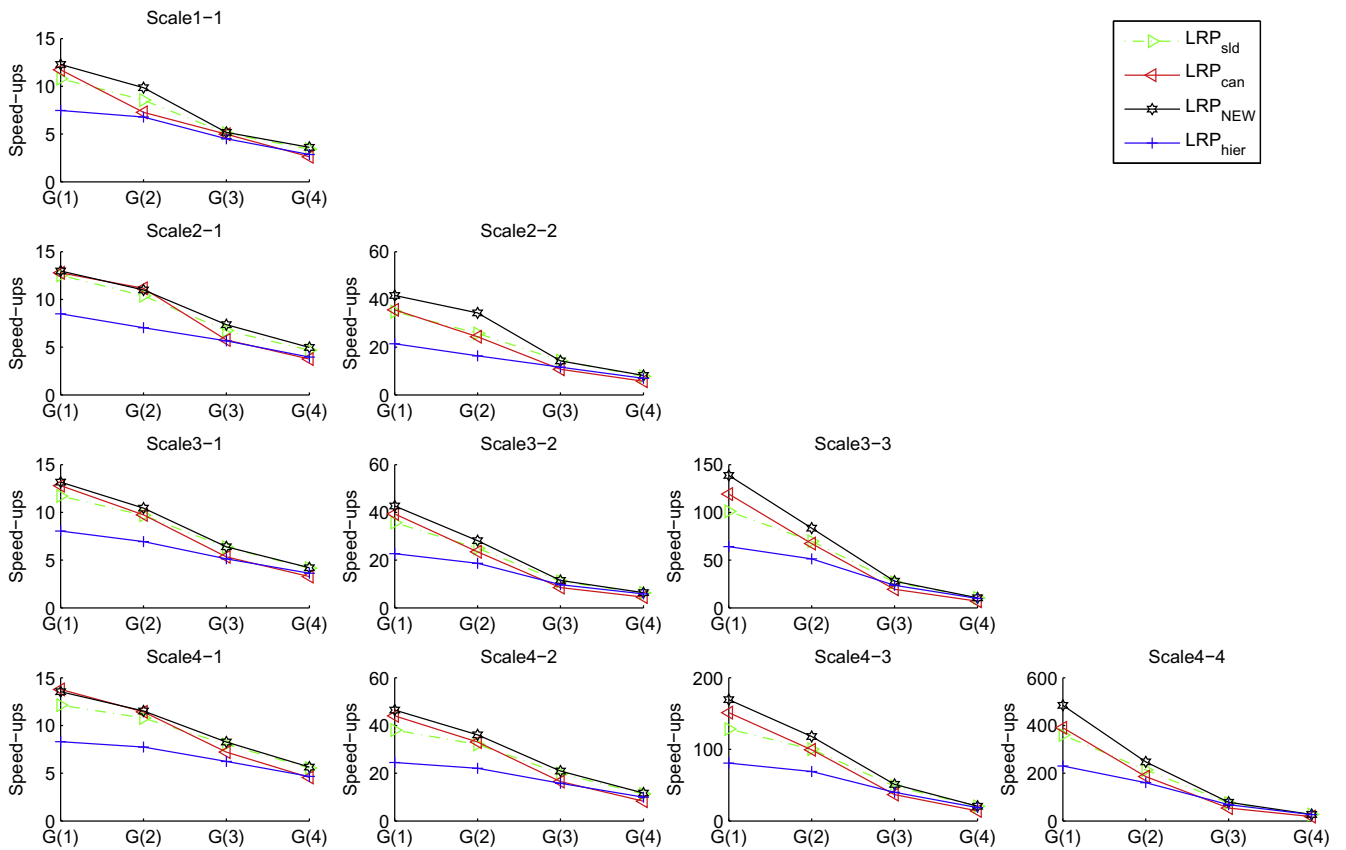 Scale1−1
Speed−ups
15
10
5
0
G(1) G(2) G(3) G(4)
LRP_sld
LRP_can
LRP_NEW
LRP_hier
Scale2−1
Speed−ups
15
10
5
0
G(1) G(2) G(3) G(4)
Scale2−2
Speed−ups
60
40
20
0
G(1) G(2) G(3) G(4)
Scale3−1
Speed−ups
15
10
5
0
G(1) G(2) G(3) G(4)
Scale3−2
Speed−ups
60
40
20
0
G(1) G(2) G(3) G(4)
Scale3−3
Speed−ups
150
100
50
0
G(1) G(2) G(3) G(4)
Scale4−1
Speed−ups
15
10
5
0
G(1) G(2) G(3) G(4)
Scale4−2
Speed−ups
60
40
20
0
G(1) G(2) G(3) G(4)
Scale4−3
Speed−ups
200
100
0
G(1) G(2) G(3) G(4)
Scale4−4
Speed−ups
600
400
200
0
G(1) G(2) G(3) G(4)